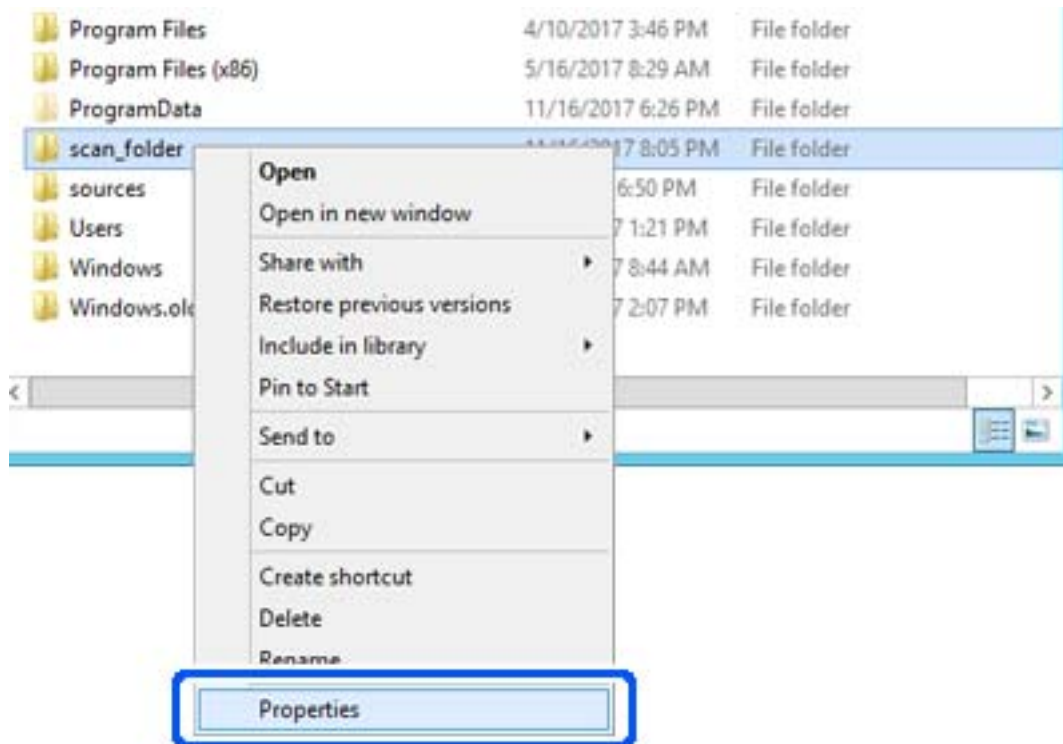 Program Files 4/10/2017 3:46 PM File folder
Program Files (x86) 5/16/2017 8:29 AM File folder
ProgramData 11/16/2017 6:26 PM File folder
scan_folder 17 8:05 PM File folder
sources 6:50 PM File folder
Users 7 1:21 PM File folder
Windows 7 8:44 AM File folder
Windows.old 7 2:07 PM File folder
Open
Open in new window
Share with
Restore previous versions
Include in library
Pin to Start
Send to
Cut
Copy
Create shortcut
Delete
Rename
Properties